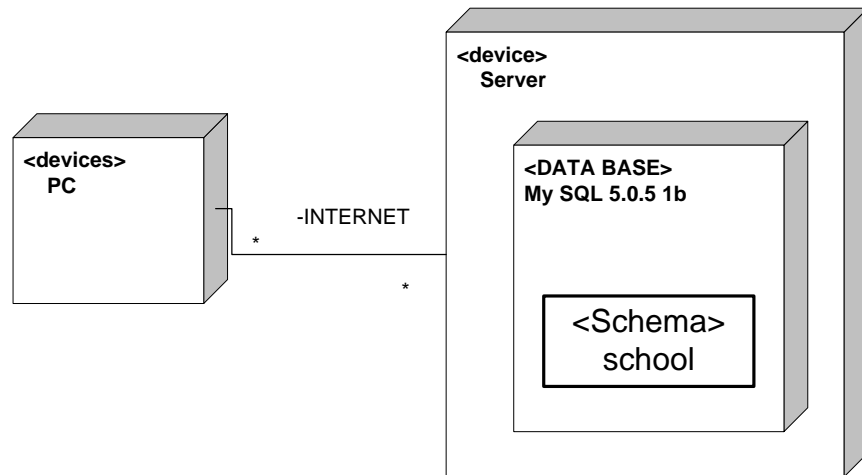 <device>
Server
<devices>
PC
<DATA BASE>
My SQL 5.0.5 1b
-INTERNET
*
*
<Schema>
school